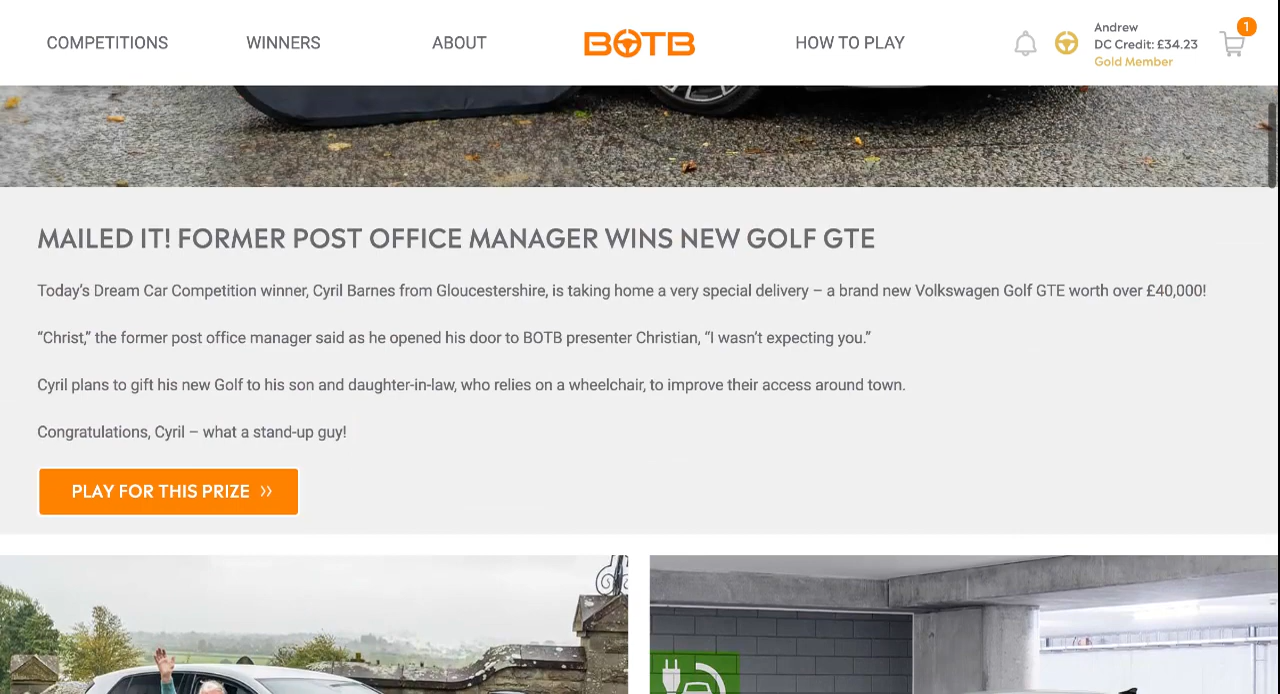 COMPETITIONS WINNERS ABOUT BOTB HOW TO PLAY
Andrew
DC Credit: £34.23
Gold Member
1
MAILED IT! FORMER POST OFFICE MANAGER WINS NEW GOLF GTE
Today’s Dream Car Competition winner, Cyril Barnes from Gloucestershire, is taking home a very special delivery – a brand new Volkswagen Golf GTE worth over £40,000!
“Christ,” the former post office manager said as he opened his door to BOTB presenter Christian, “I wasn’t expecting you.”
Cyril plans to gift his new Golf to his son and daughter-in-law, who relies on a wheelchair, to improve their access around town.
Congratulations, Cyril – what a stand-up guy!
PLAY FOR THIS PRIZE »